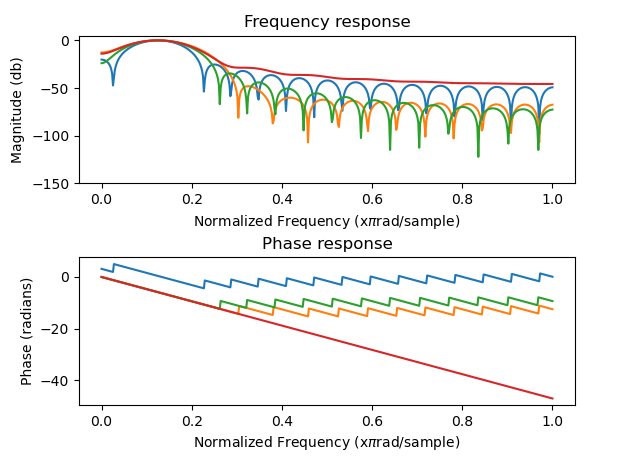 Frequency response
Magnitude (db)
0
−50
−100
−150
0.0 0.2 0.4 0.6 0.8 1.0
Normalized Frequency (xπrad/sample)
Phase response
Phase (radians)
0
−20
−40
0.0 0.2 0.4 0.6 0.8 1.0
Normalized Frequency (xπrad/sample)